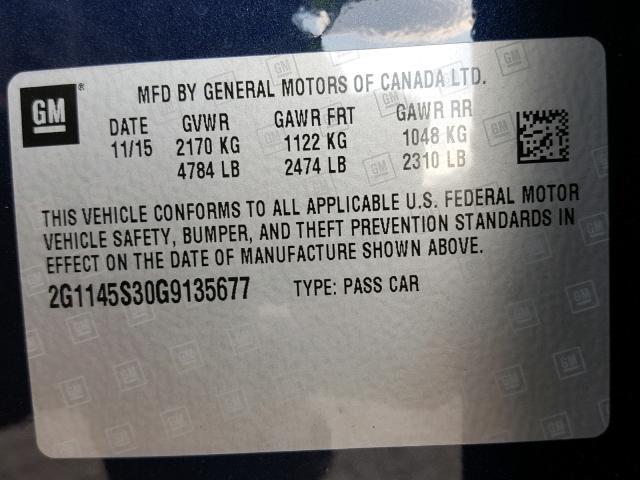 GM ®
MFD BY GENERAL MOTORS OF CANADA LTD.
DATE GVWR GAWR FRT GAWR RR
11/15 2170 KG 1122 KG 1048 KG
4784 LB 2474 LB 2310 LB
THIS VEHICLE CONFORMS TO ALL APPLICABLE U.S. FEDERAL MOTOR
VEHICLE SAFETY, BUMPER, AND THEFT PREVENTION STANDARDS IN
EFFECT ON THE DATE OF MANUFACTURE SHOWN ABOVE.
2G1145S30G9135677 TYPE: PASS CAR